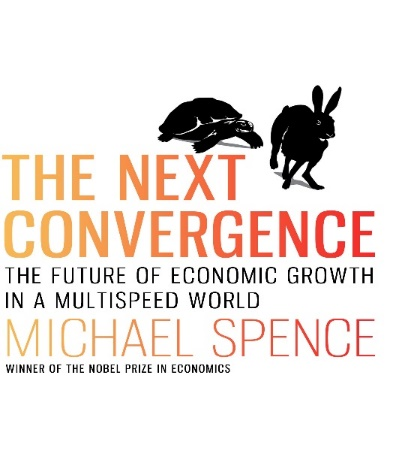 THE NEXT
CONVERGENCE
THE FUTURE OF ECONOMIC GROWTH
IN A MULTISPEED WORLD
MICHAEL SPENCE
WINNER OF THE NOBEL PRIZE IN ECONOMICS